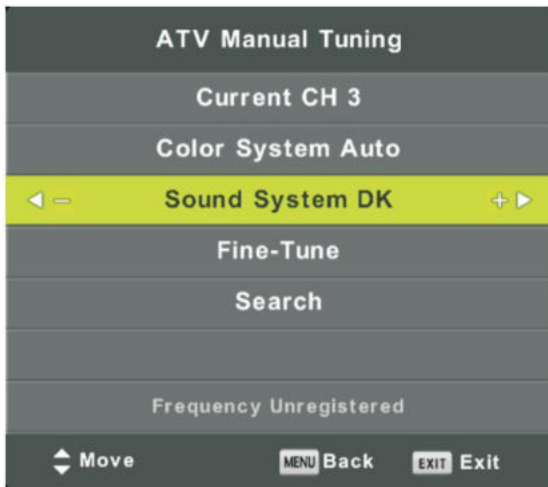 ATV Manual Tuning
Current CH 3
Color System Auto
− Sound System DK +
Fine-Tune
Search
Frequency Unregistered
Move MENU Back EXIT Exit